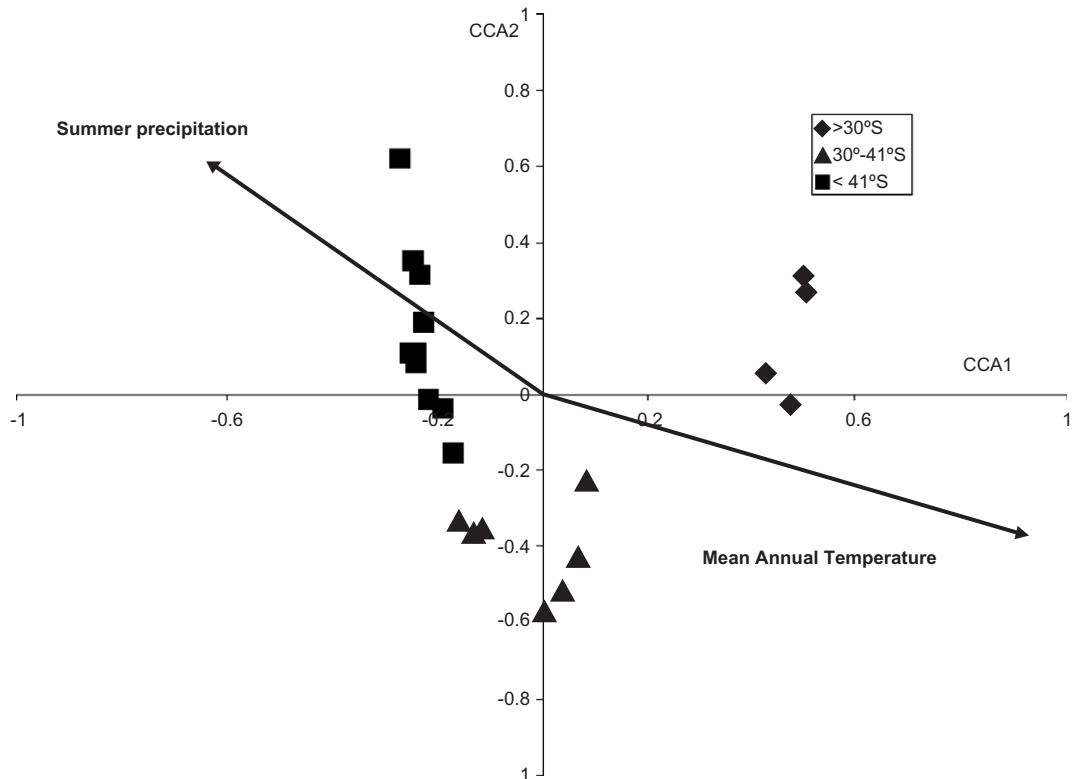 1
CCA2
0.8
Summer precipitation
>30ºS
30º-41ºS
< 41ºS
0.6
0.4
0.2
CCA1
0
-1
-0.6
-0.2
0.2
0.6
1
-0.2
-0.4
Mean Annual Temperature
-0.6
-0.8
1